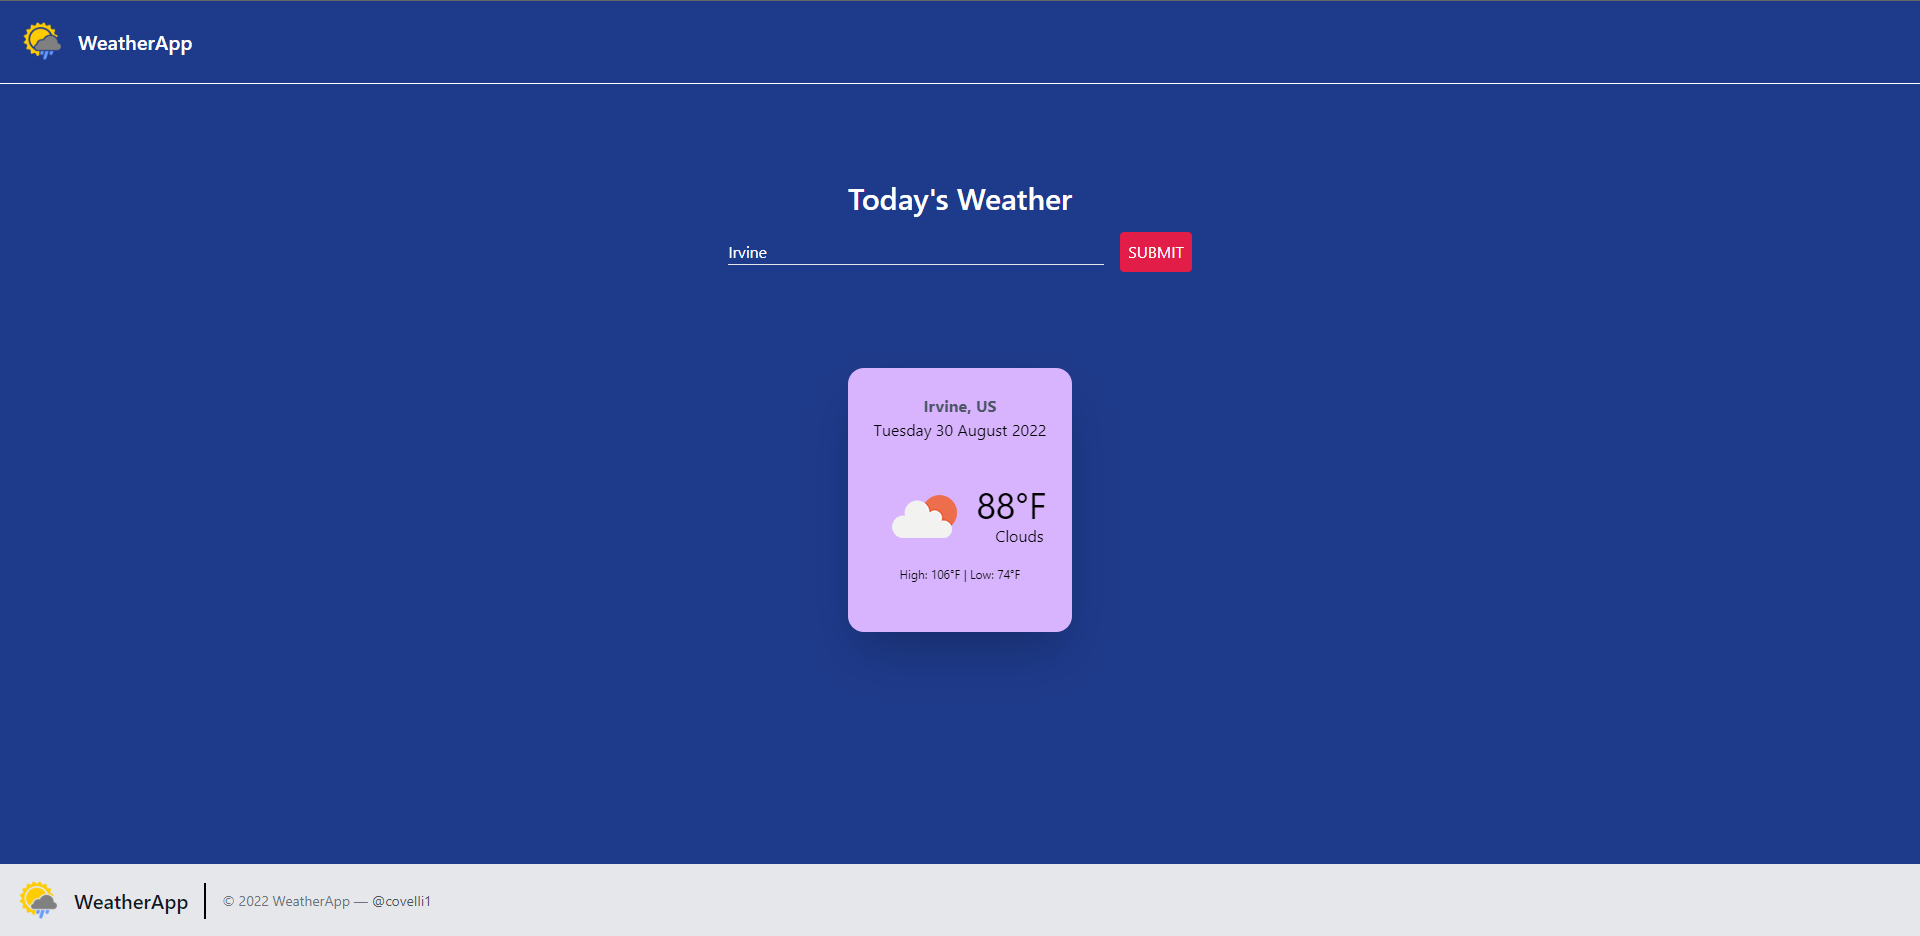 WeatherApp
Today's Weather
Irvine
SUBMIT
Irvine, US
Tuesday 30 August 2022
88°F
Clouds
High: 106°F | Low: 74°F
WeatherApp
© 2022 WeatherApp — @covelli1